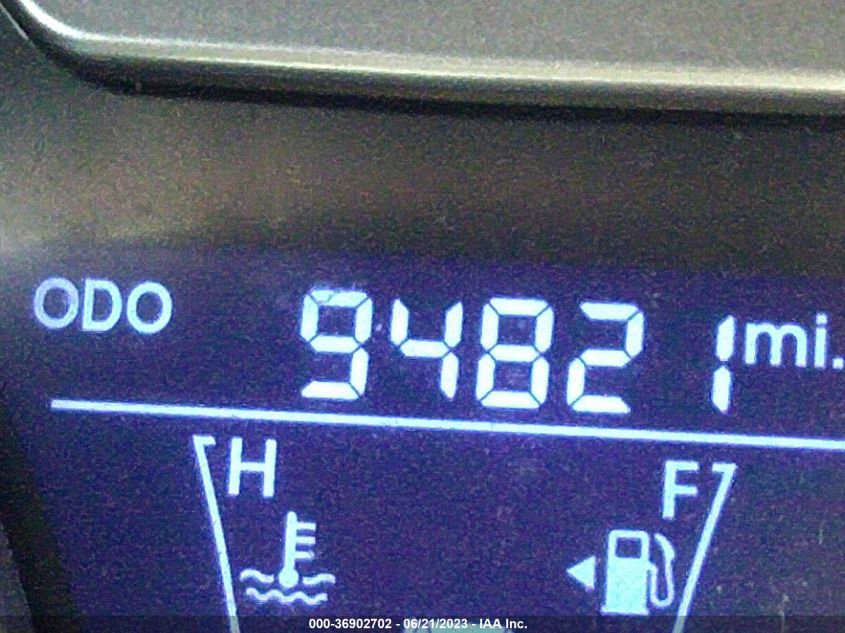 ODO 94821 mi.
H F
000-36902702 - 06/21/2023 - IAA Inc.